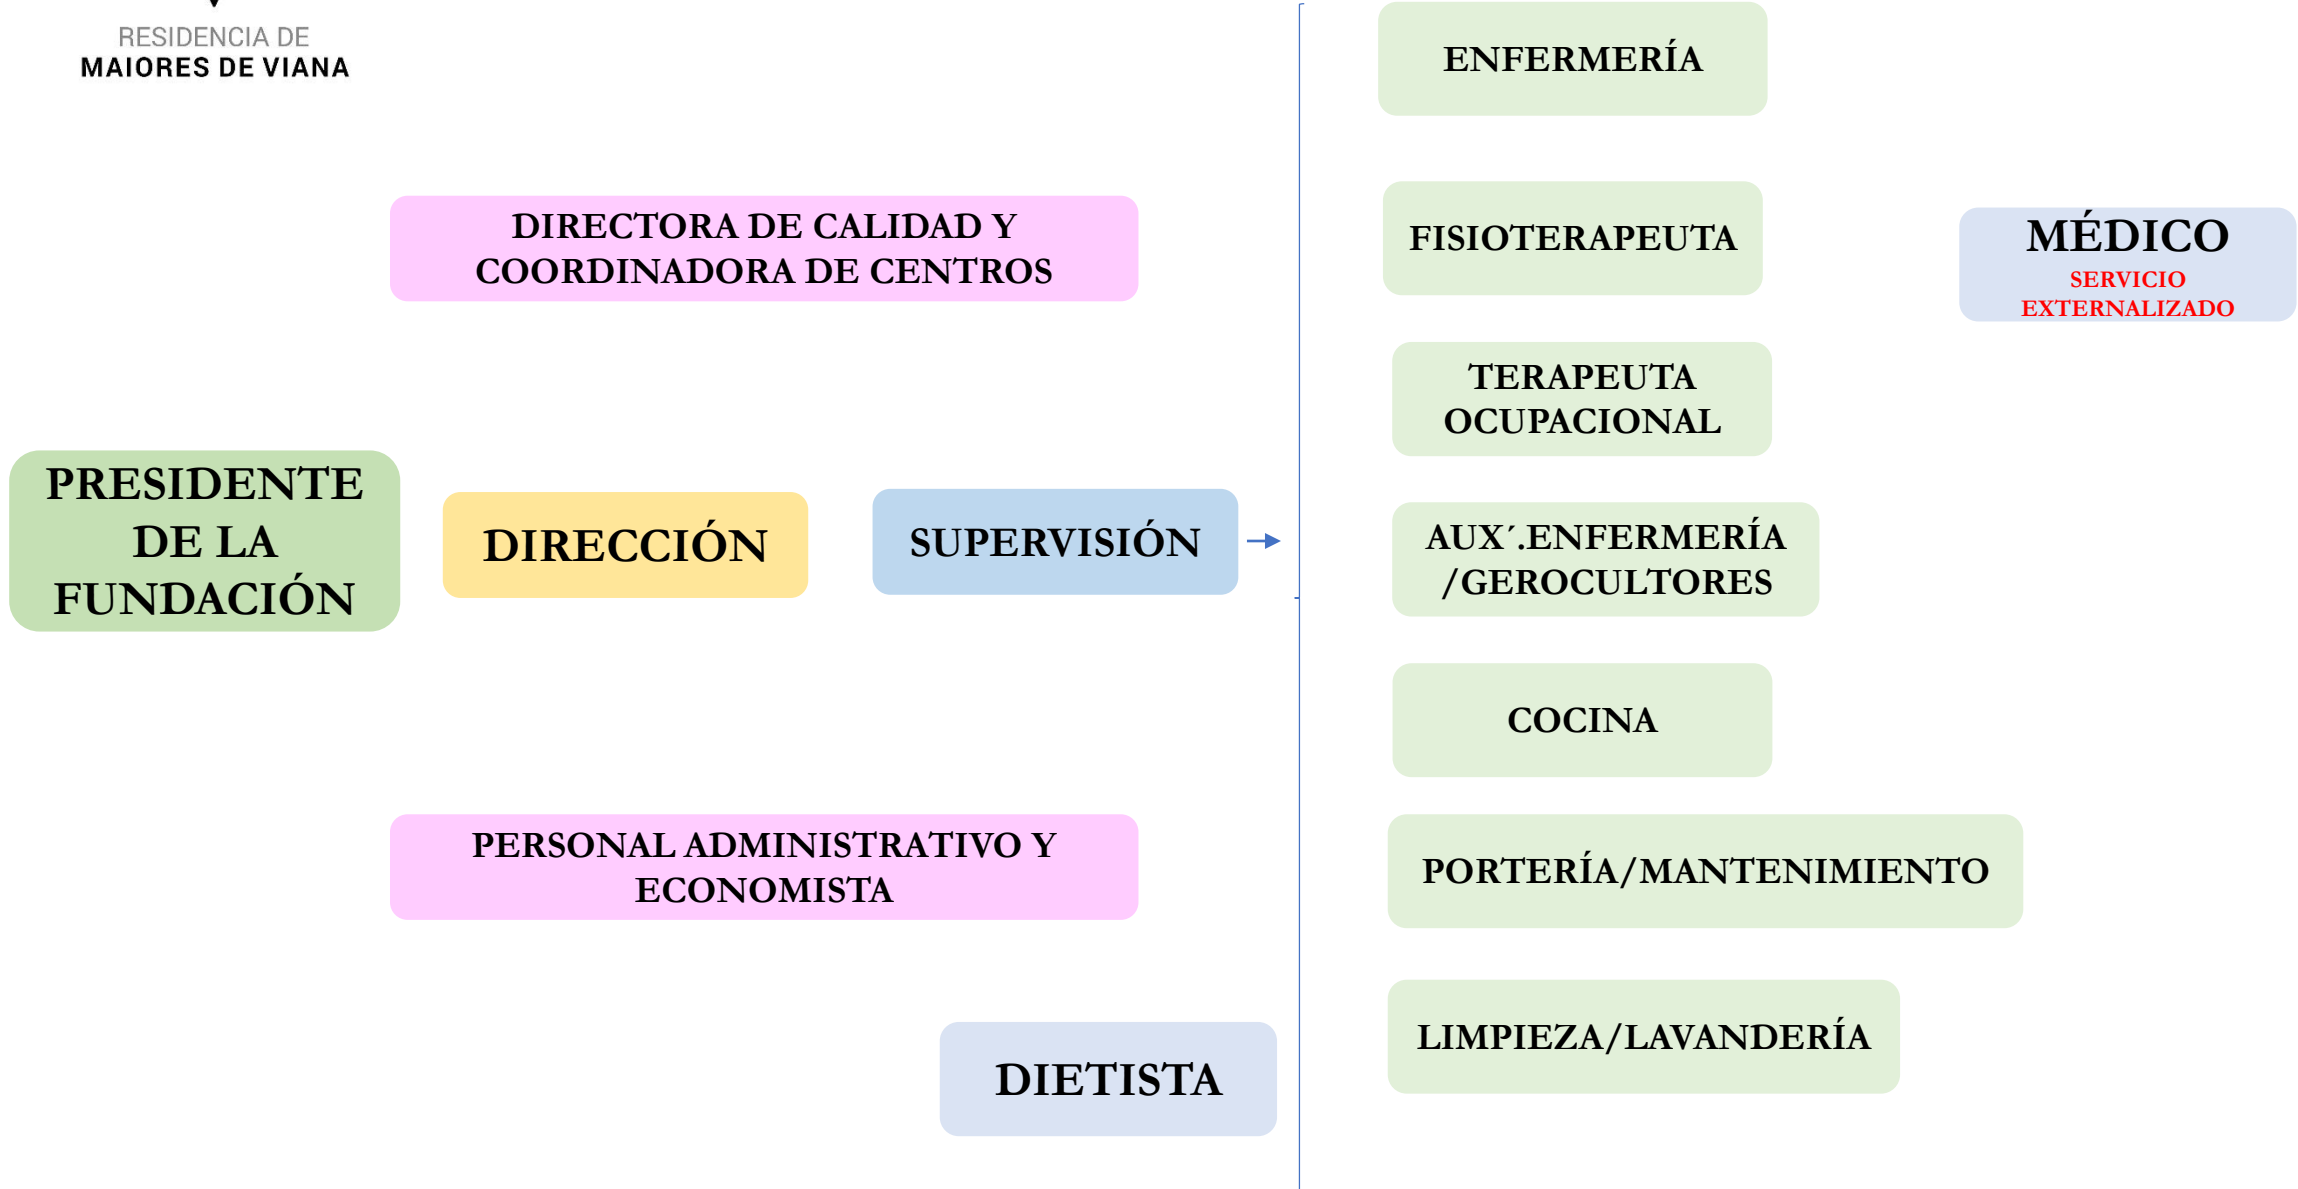 RESIDENCIA DE
MAIORES DE VIANA
ENFERMERÍA
DIRECTORA DE CALIDAD Y
COORDINADORA DE CENTROS
FISIOTERAPEUTA
MÉDICO
SERVICIO
EXTERNALIZADO
TERAPEUTA
OCUPACIONAL
PRESIDENTE
DE LA
FUNDACIÓN
DIRECCIÓN
SUPERVISIÓN
AUX´.ENFERMERÍA
/GEROCULTORES
COCINA
PERSONAL ADMINISTRATIVO Y
ECONOMISTA
PORTERÍA/MANTENIMIENTO
LIMPIEZA/LAVANDERÍA
DIETISTA